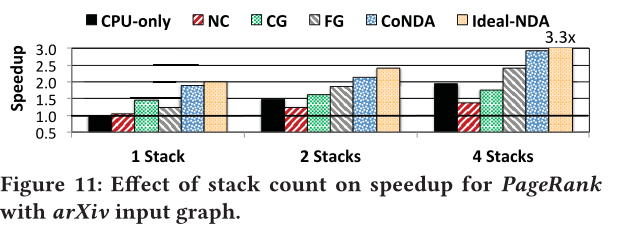 CPU-only NC CG FG CoNDA Ideal-NDA
3.3x
Speedup
3.0
2.5
2.0
1.5
1.0
0.5
1 Stack 2 Stacks 4 Stacks
Figure 11: Effect of stack count on speedup for PageRank
with arXiv input graph.